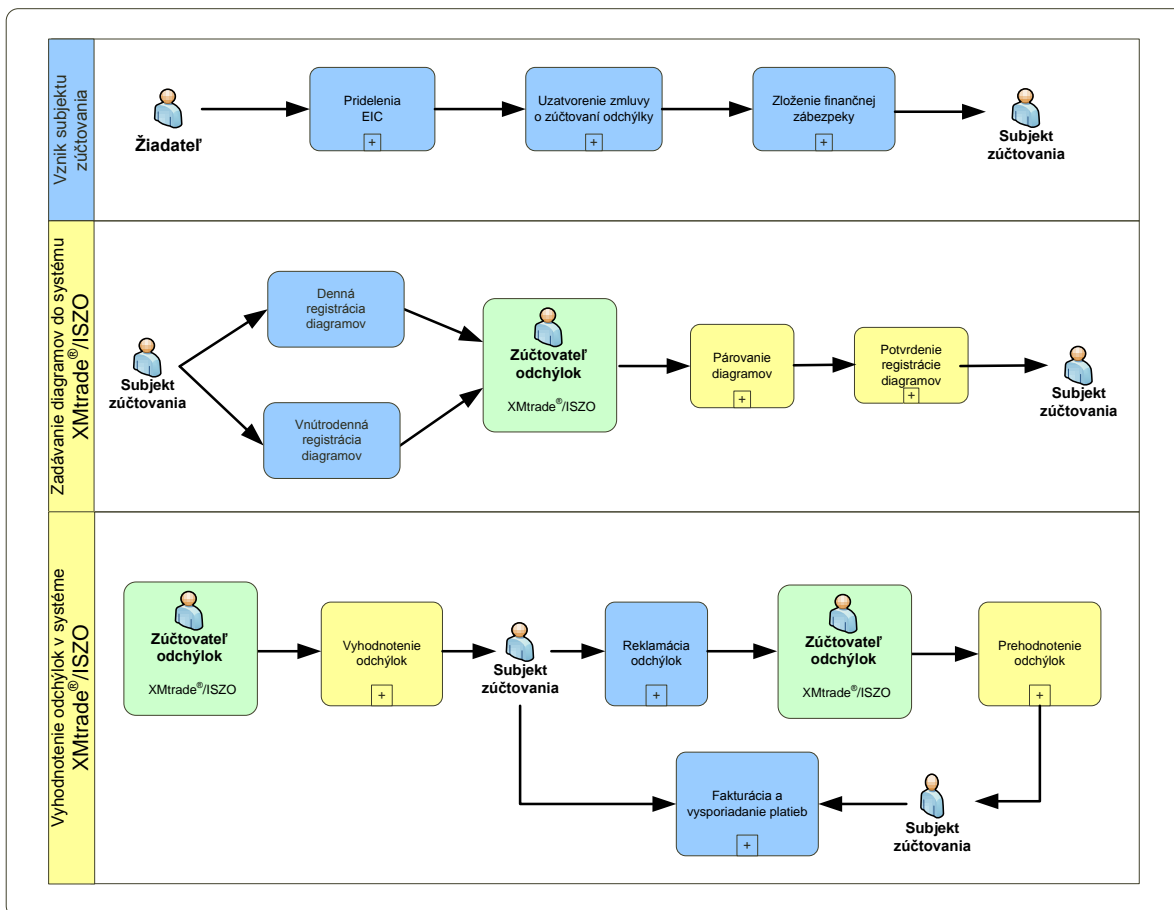 Vznik subjektu
zúčtovania
Žiadateľ
Pridelenia
EIC
+
Uzatvorenie zmluvy
o zúčtovaní odchýlky
+
Zloženie finančnej
zábezpeky
+
Subjekt
zúčtovania
Zadávanie diagramov do systému
XMtrade®/ISZO
Subjekt
zúčtovania
Denná
registrácia
diagramov
Vnútrodenná
registrácia
diagramov
Zúčtovateľ
odchýlok
XMtrade®/ISZO
Párovanie
diagramov
+
Potvrdenie
registrácie
diagramov
+
Subjekt
zúčtovania
Vyhodnotenie odchýlok v systéme
XMtrade®/ISZO
Zúčtovateľ
odchýlok
XMtrade®/ISZO
Vyhodnotenie
odchýlok
+
Subjekt
zúčtovania
Reklamácia
odchýlok
+
Zúčtovateľ
odchýlok
XMtrade®/ISZO
Prehodnotenie
odchýlok
+
Fakturácia a
vysporiadanie platieb
+
Subjekt
zúčtovania